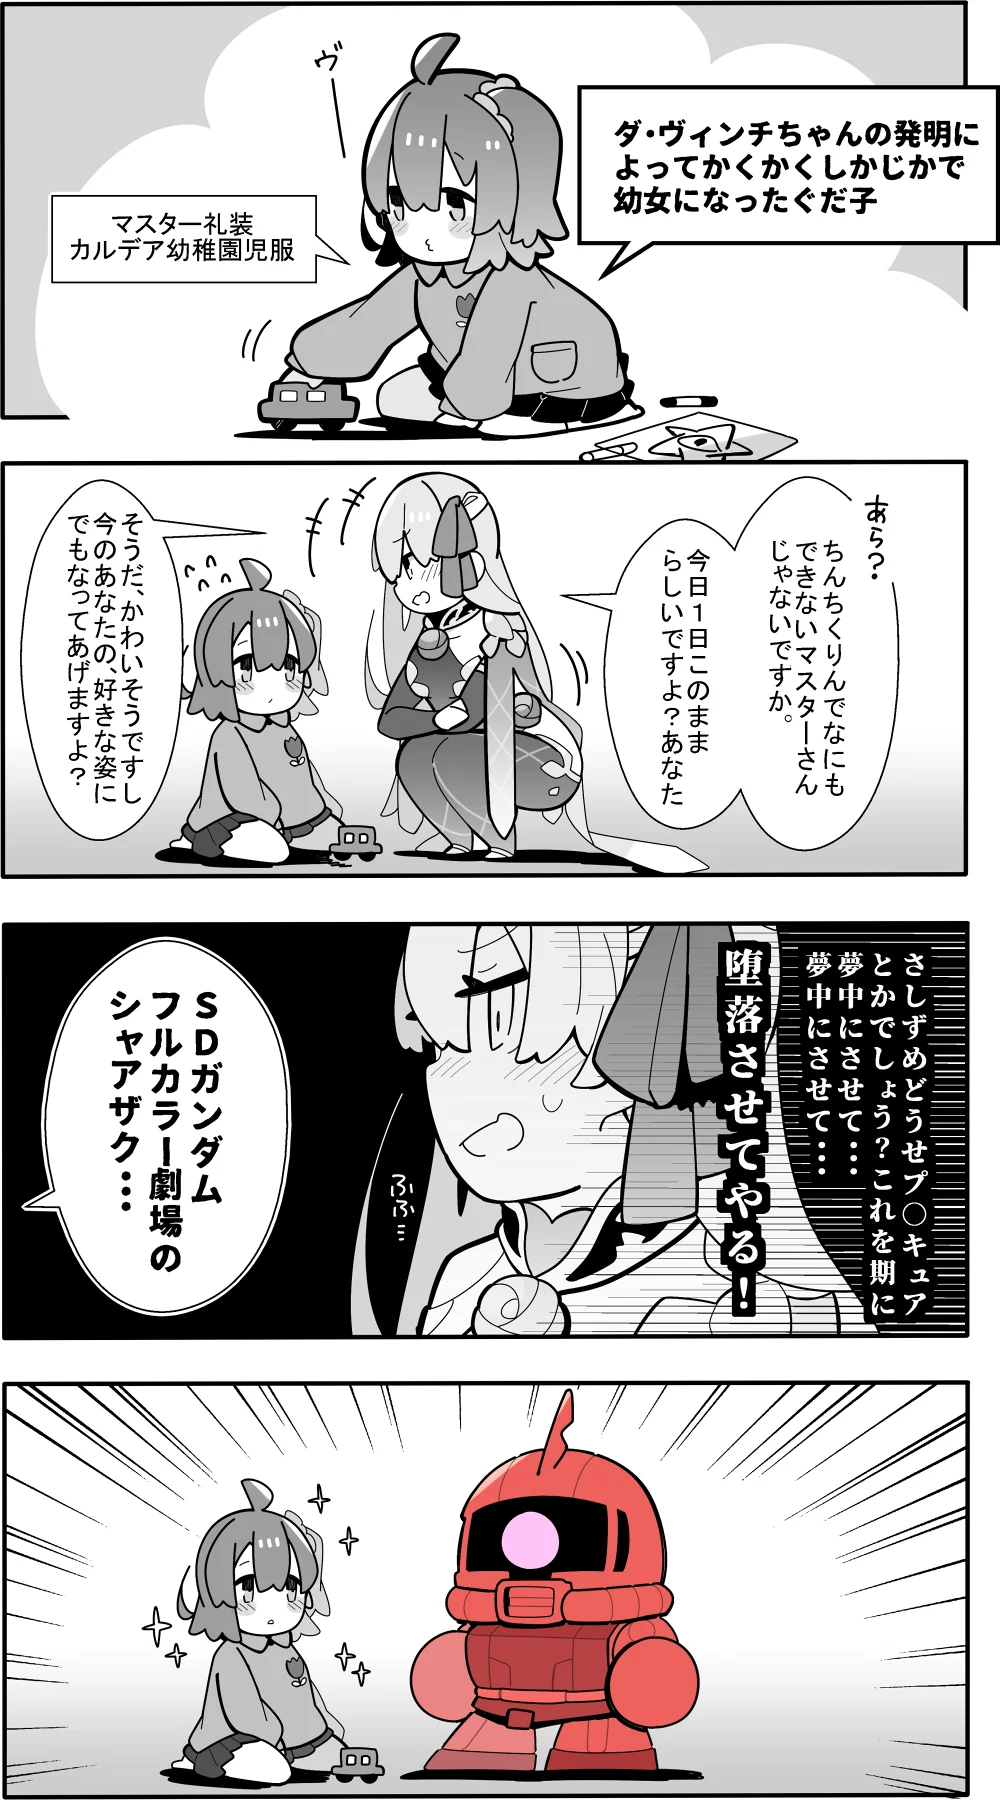 ヴ｜
ダ・ヴィンチちゃんの発明に
よってかくかくしかじかで
幼女になったぐだ子
マスター礼装
カルデア幼稚園児服
あら？
ちんちくりんでなにも
できないマスターさん
じゃないですか。
今日１日このまま
らしいですよ？あなた
そうだ、かわいそうですし
今のあなたの、好きな姿に
でもなってあげますよ？
さしずめどうせプ〇キュア
とかでしょう？これを期に
夢中にさせて…
夢中にさせて…
堕落させてやる！
ふふ…
ＳＤガンダム
フルカラー劇場の
シャアザク…